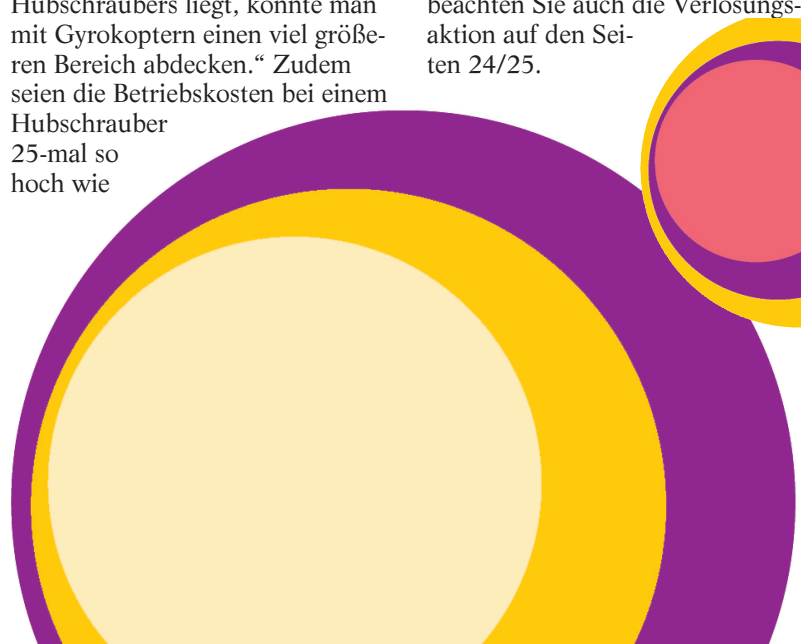 Hubschraubers liegt, könnte man
mit Gyrokoptern einen viel größe-
ren Bereich abdecken.“ Zudem
seien die Betriebskosten bei einem
Hubschrauber
25-mal so
hoch wie
beachten Sie auch die Verlosungs-
aktion auf den Sei-
ten 24/25.